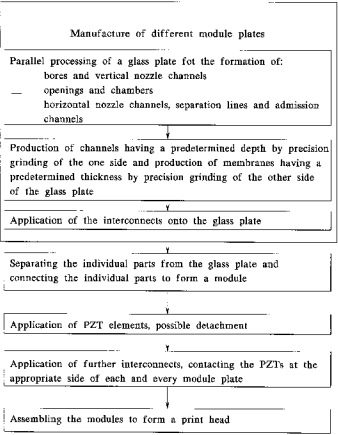 Manufacture of different module plates
Parallel processing of a glass plate fot the formation of:
bores and vertical nozzle channels
openings and chambers
horizontal nozzle channels, separation lines and admission
channels
Production of channels having a predetermined depth by precision
grinding of the one side and production of membranes having a
predetermined thickness by precision grinding of the other side
of the glass plate
Application of the interconnects onto the glass plate
Separating the individual parts from the glass plate and
connecting the individual parts to form a module
Application of PZT elements, possible detachment
Application of further interconnects, contacting the PZTs at the
appropriate side of each and every module plate
Assembling the modules to form a print head